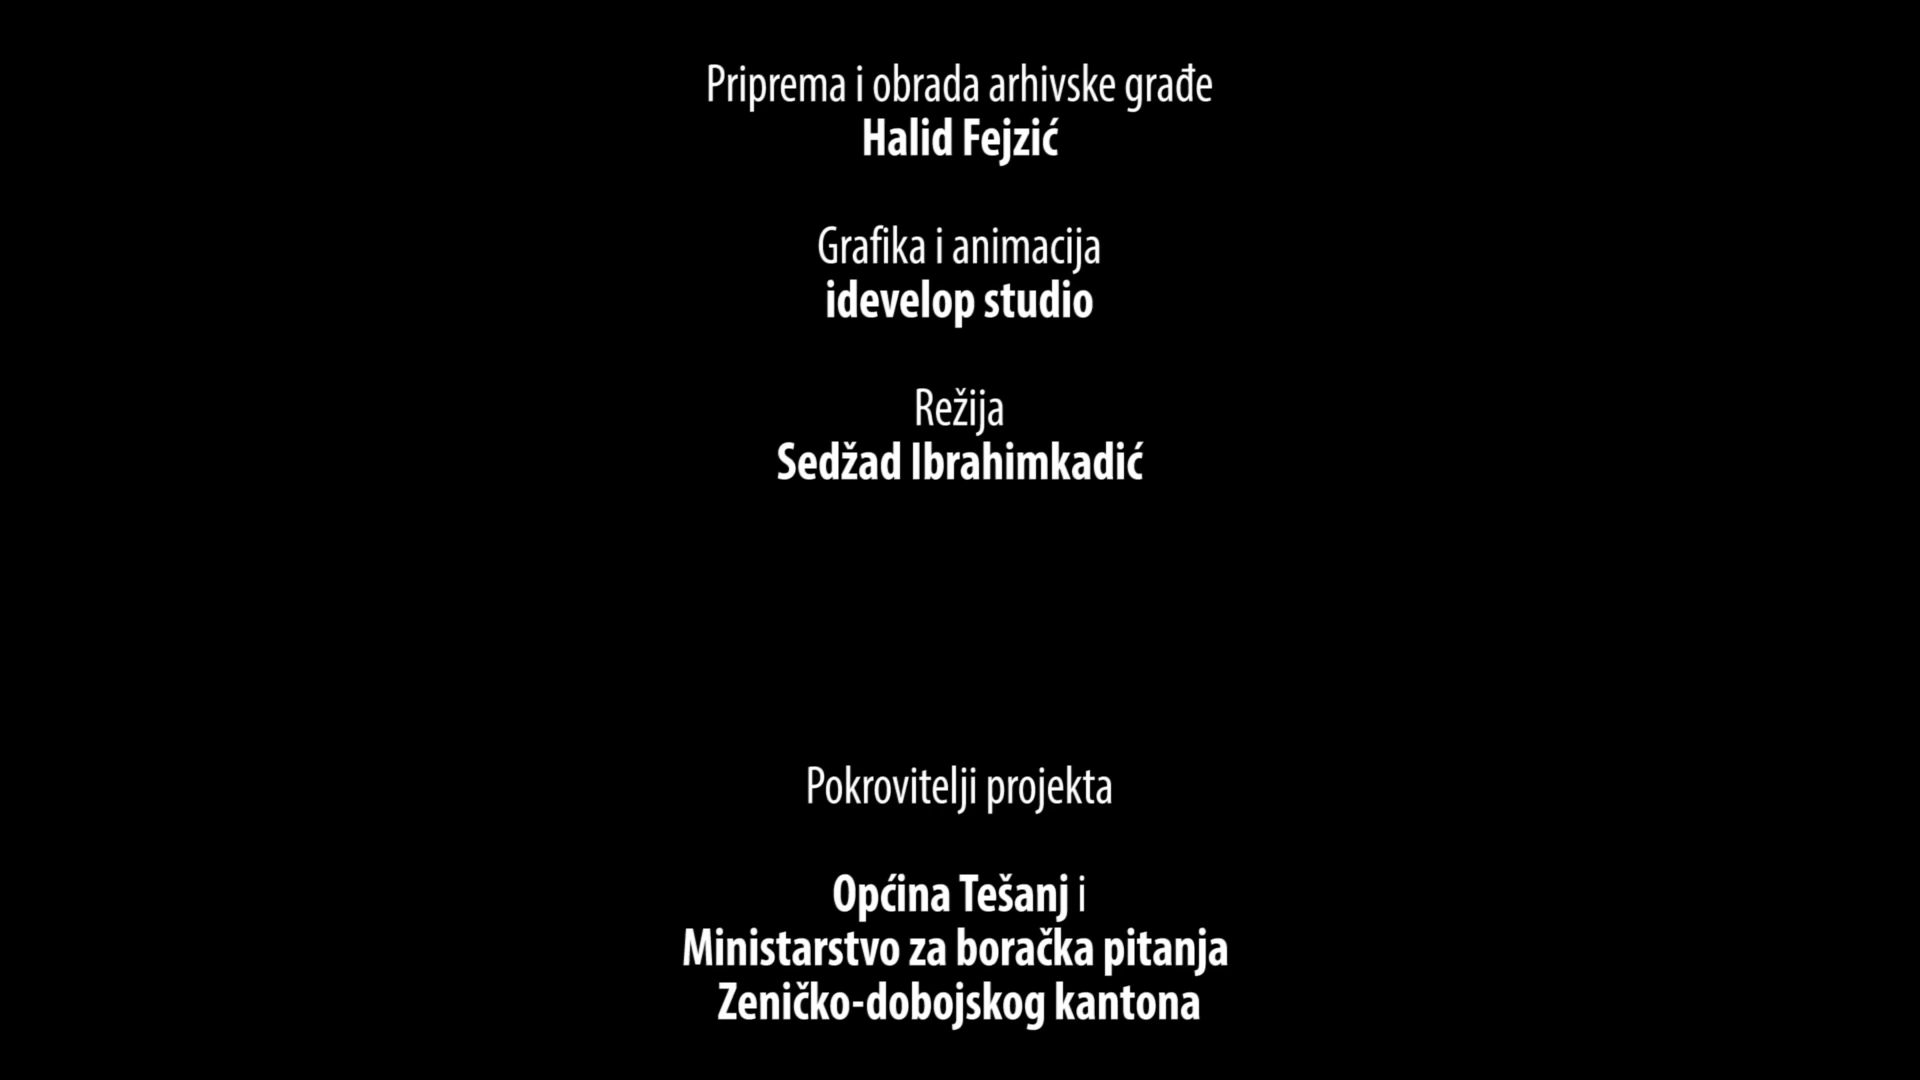 Priprema i obrada arhivske građe
Halid Fejzić
Grafika i animacija
idevelop studio
Režija
Sedžad Ibrahimkadić
Pokrovitelji projekta
Općina Tešanj i
Ministarstvo za boračka pitanja
Zeničko-dobojskog kantona